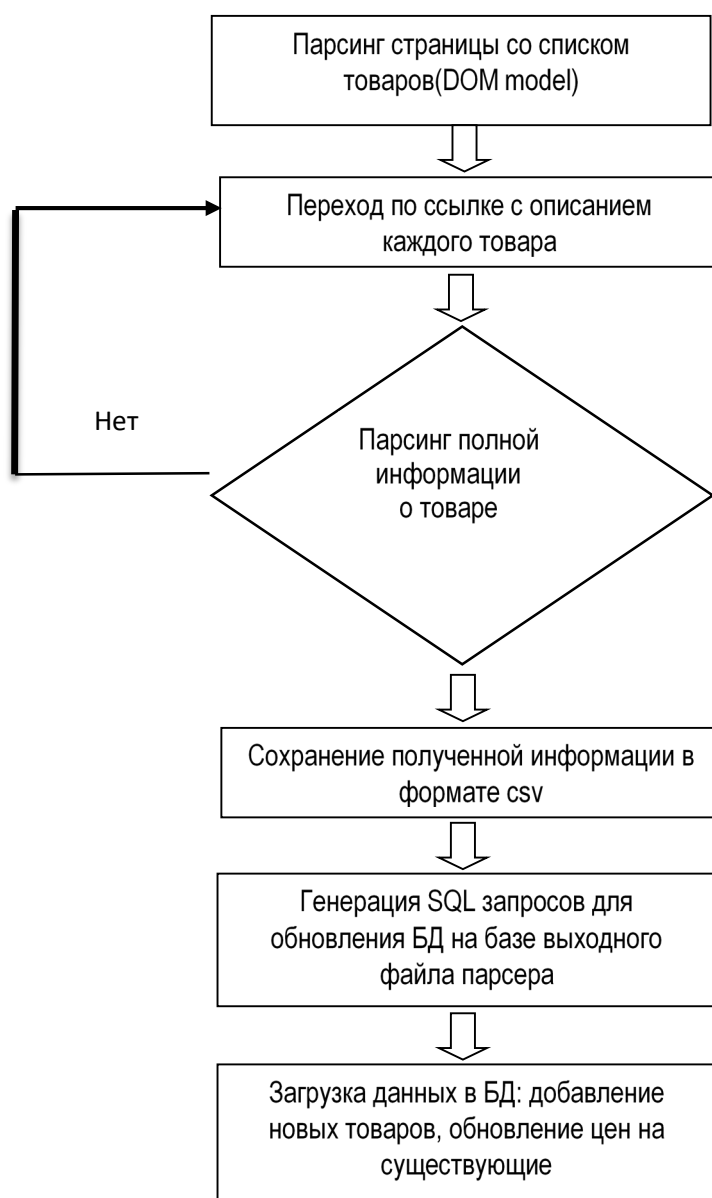 Парсинг страницы со списком
товаров(DOM model)
Переход по ссылке с описанием
каждого товара
Нет
Парсинг полной
информации
о товаре
Сохранение полученной информации в
формате csv
Генерация SQL запросов для
обновления БД на базе выходного
файла парсера
Загрузка данных в БД: добавление
новых товаров, обновление цен на
существующие